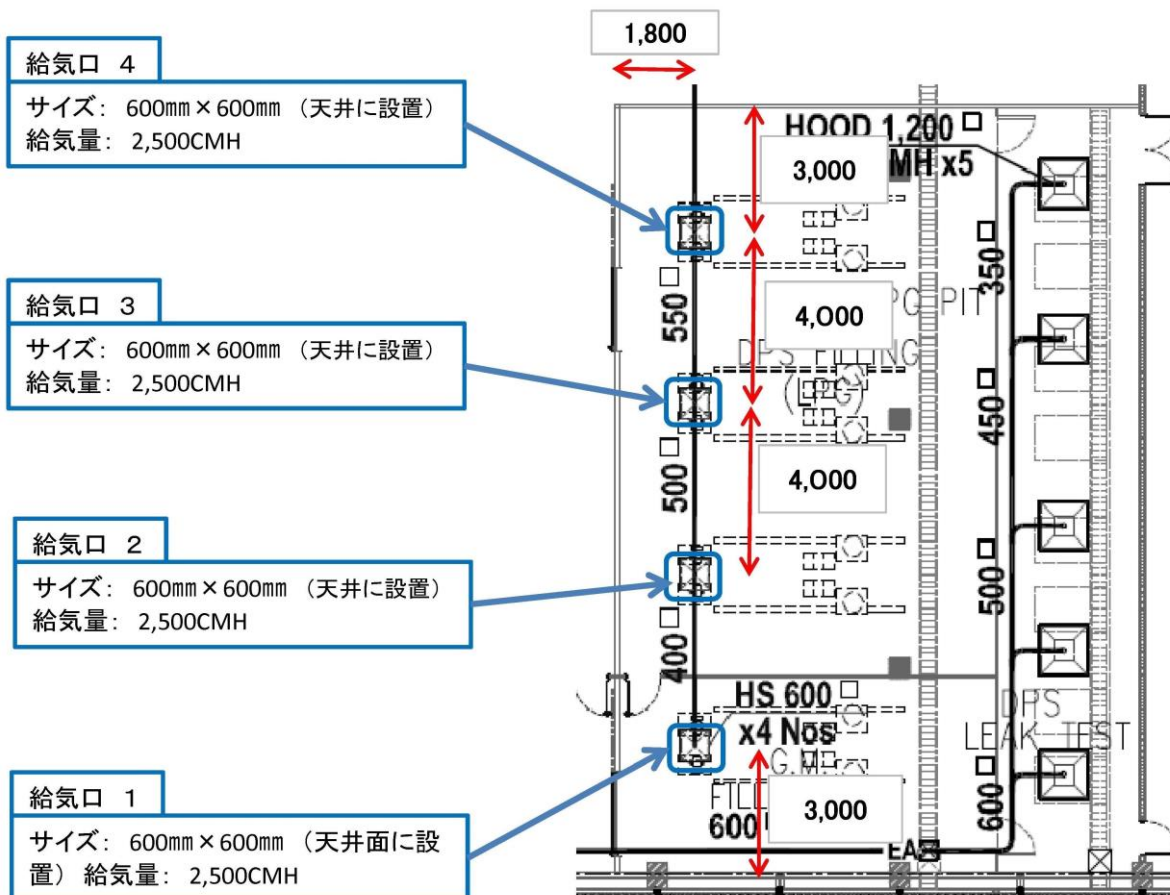 1,800
給気口 4
サイズ: 600㎜×600㎜ (天井に設置)
給気量: 2,500CMH
HOOD 1,200 □
MH x5
3,000
□ 350
□ 550
給気口 3
サイズ: 600㎜×600㎜ (天井に設置)
給気量: 2,500CMH
PG PIT
4,000
DPS FILLING
(LPG)
□ 450
□ 500
4,000
給気口 2
サイズ: 600㎜×600㎜ (天井に設置)
給気量: 2,500CMH
□ 500
□ 400
HS 600 □
x4 Nos
G.M.
DPS
LEAK TEST
給気口 1
サイズ: 600㎜×600㎜ (天井面に設
置) 給気量: 2,500CMH
600
3,000
□ 600
EA